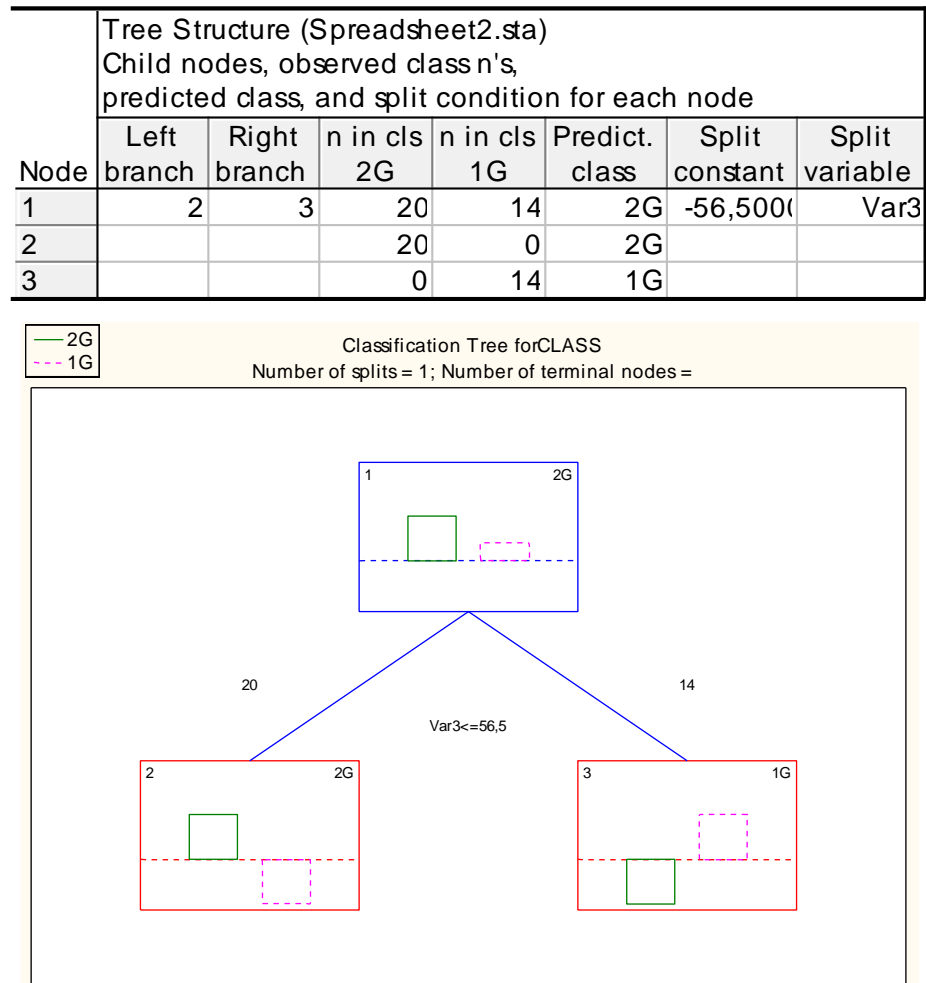 Tree Structure (Spreadsheet2.sta)
Child nodes, observed class n's,
predicted class, and split condition for each node
Left Right n in cls n in cls Predict. Split Split
Node branch branch 2G 1G class constant variable
1 2 3 20 14 2G -56,500( Var3
2 20 0 2G
3 0 14 1G
2G
1G
Classification Tree forCLASS
Number of splits = 1; Number of terminal nodes =
1 2G
20 14
Var3<=56,5
2 2G 3 1G